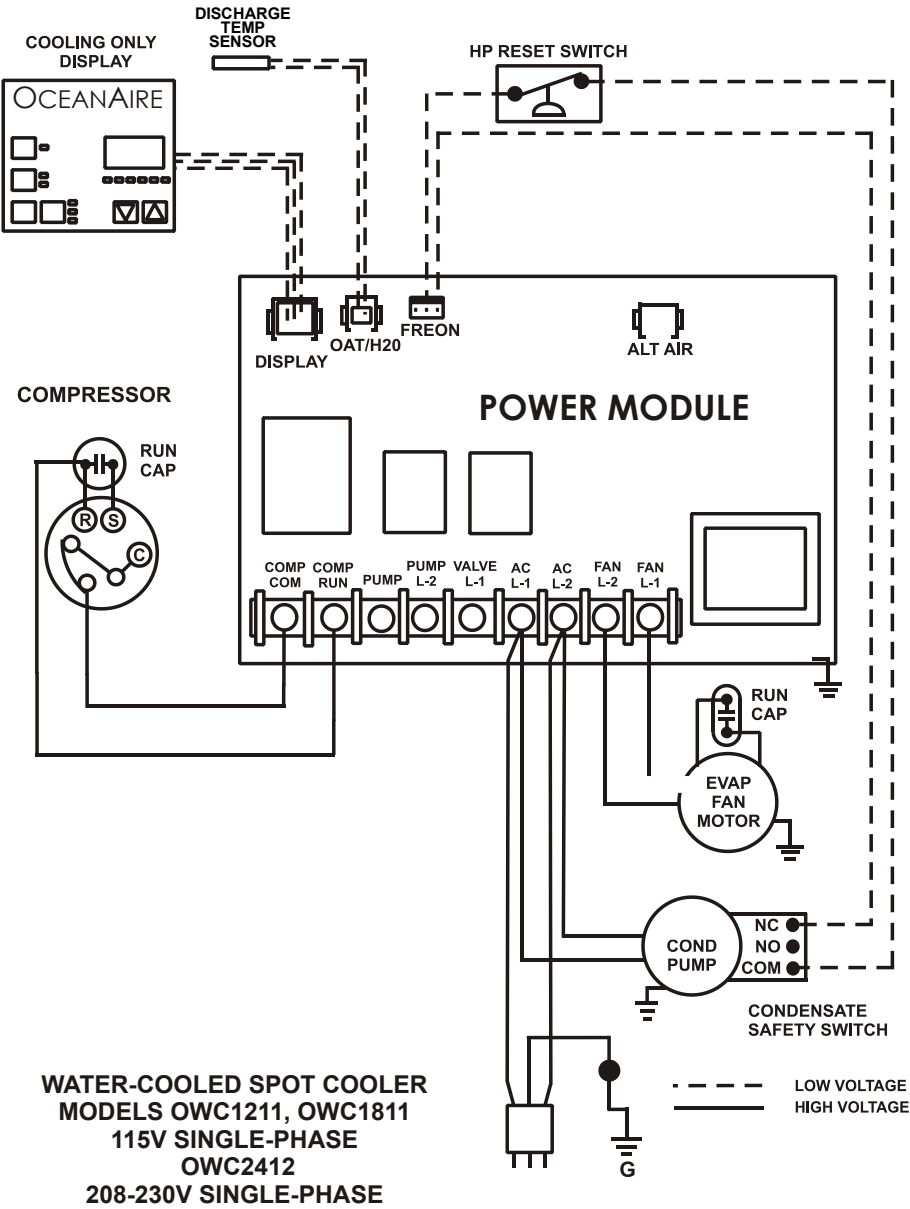 DISCHARGE
TEMP
SENSOR
COOLING ONLY
DISPLAY
HP RESET SWITCH
OCEANAIRE
DISPLAY
OAT/H20
FREON
ALT AIR
POWER MODULE
COMPRESSOR
RUN
CAP
R
S
C
COMP
COM
COMP
RUN
PUMP
PUMP
L-2
VALVE
L-1
AC
L-1
AC
L-2
FAN
L-2
FAN
L-1
RUN
CAP
EVAP
FAN
MOTOR
COND
PUMP
NC
NO
COM
CONDENSATE
SAFETY SWITCH
WATER-COOLED SPOT COOLER
MODELS OWC1211, OWC1811
115V SINGLE-PHASE
OWC2412
208-230V SINGLE-PHASE
G
LOW VOLTAGE
HIGH VOLTAGE